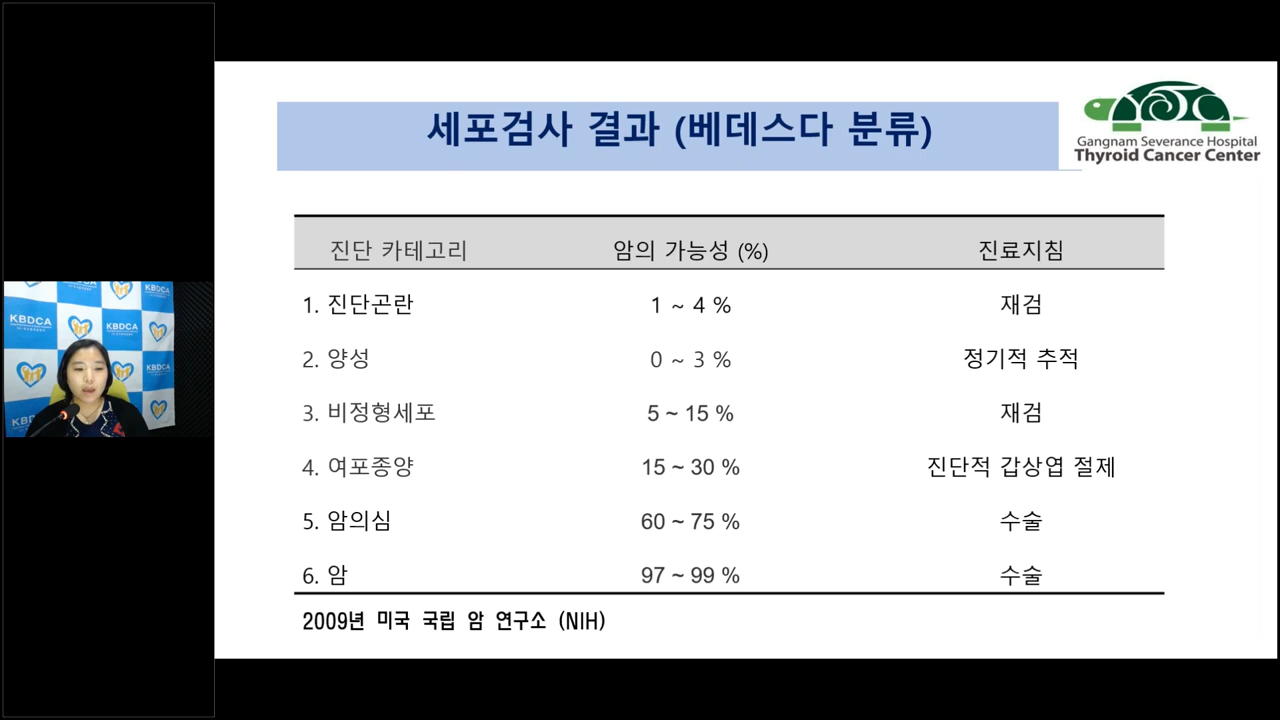 세포검사 결과 (베데스다 분류)
YTCC
Gangnam Severance Hospital
Thyroid Cancer Center
진단 카테고리 암의 가능성 (%) 진료지침
1. 진단곤란 1 ~ 4 % 재검
2. 양성 0 ~ 3 % 정기적 추적
3. 비정형세포 5 ~ 15 % 재검
4. 여포종양 15 ~ 30 % 진단적 갑상엽 절제
5. 암의심 60 ~ 75 % 수술
6. 암 97 ~ 99 % 수술
2009년 미국 국립 암 연구소 (NIH)
KBDCA
KBDCA
KBDCA
KBDCA